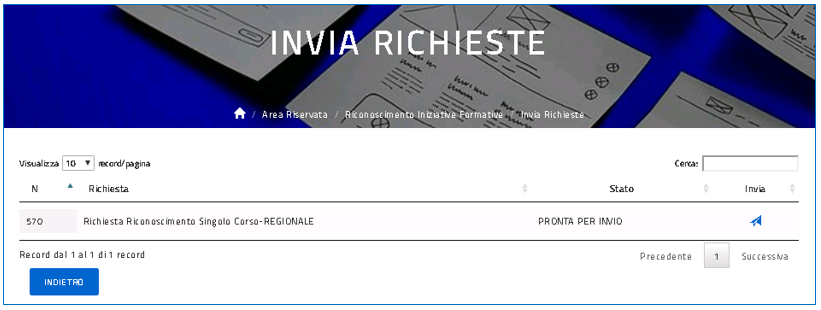 INVIA RICHIESTE
/ Area Riservata / Riconoscimento Iniziative Formative / Invia Richieste
Visualizza 10 record/pagina Cerca:
N Richiesta Stato Invia
570 Richiesta Riconoscimento Singolo Corso-REGIONALE PRONTA PER INVIO
Record dal 1 al 1 di 1 record
Precedente 1 Successiva
INDIETRO